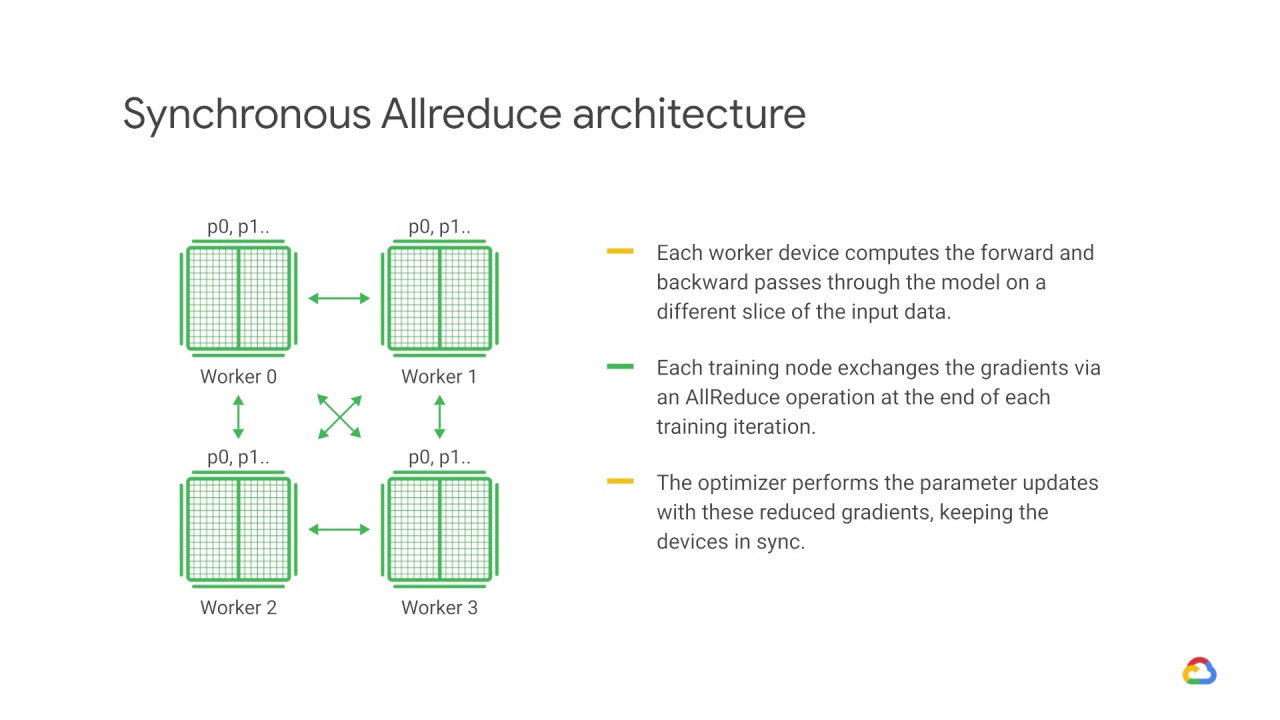 Synchronous Allreduce architecture
p0, p1..
p0, p1..
Worker 0
Worker 1
p0, p1..
p0, p1..
Worker 2
Worker 3
Each worker device computes the forward and
backward passes through the model on a
different slice of the input data.
Each training node exchanges the gradients via
an AllReduce operation at the end of each
training iteration.
The optimizer performs the parameter updates
with these reduced gradients, keeping the
devices in sync.